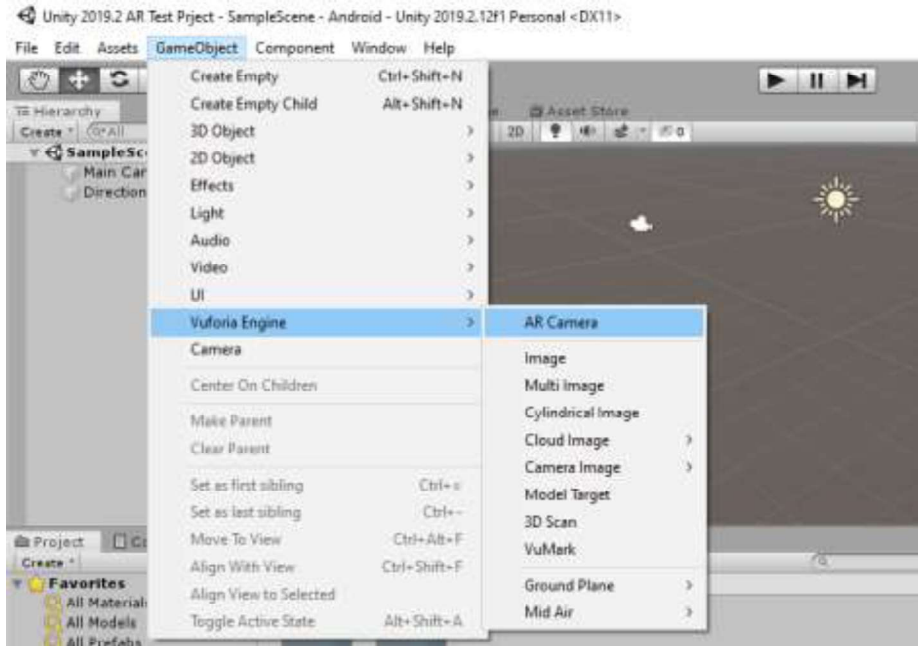 Unity 2019.2 AR Test Prject - SampleScene - Android - Unity 2019.2.12f1 Personal <DX11>
File Edit Assets GameObject Component Window Help
Hierarchy
Create All
SampleSc
Main Car
Direction
Create Empty Ctrl+Shift+N
Create Empty Child Alt+Shift+N
3D Object >
2D Object >
Effects >
Light >
Audio >
Video >
UI >
Vuforia Engine >
Camera
Center On Children
Make Parent
Clear Parent
Set as first sibling Ctrl+=
Set as last sibling Ctrl+-
Move To View Ctrl+Alt+F
Align With View Ctrl+Shift+F
Align View to Selected
Toggle Active State Alt+Shift+A
Asset Store
2D 0
AR Camera
Image
Multi Image
Cylindrical Image
Cloud Image >
Camera Image >
Model Target
3D Scan
VuMark
Ground Plane >
Mid Air >
Project Co
Create
Favorites
All Material
All Models
All Prefabs